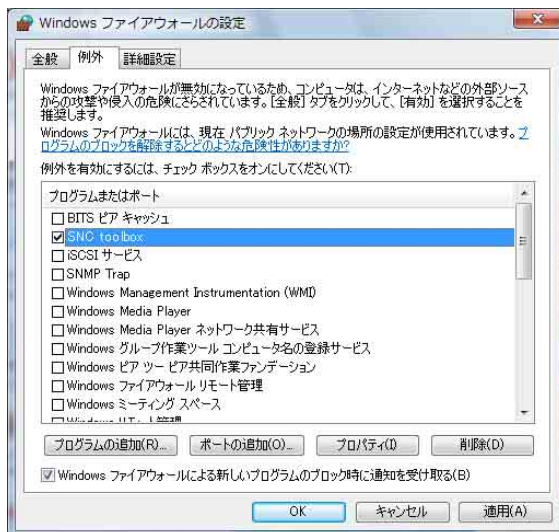 Windows ファイアウォールの設定
全般 例外 詳細設定
Windows ファイアウォールが無効になっているため、コンピュータは、インターネットなどの外部ソース
からの攻撃や侵入の危険にさらされています。[全般] タブをクリックして、[有効] を選択することを
推奨します。
Windows ファイアウォールには、現在 パブリック ネットワークの場所の設定が使用されています。プ
ログラムのブロックを解除するとどのような危険性がありますか?
例外を有効にするには、チェック ボックスをオンにしてください(T):
プログラムまたはポート
BITS ピア キャッシュ
SNC toolbox
iSCSI サービス
SNMP Trap
Windows Management Instrumentation (WMI)
Windows Media Player
Windows Media Player ネットワーク共有サービス
Windows グループ作業ツール コンピュータ名の登録サービス
Windows ピア ツー ピア共同作業ファンデーション
Windows ファイアウォール リモート管理
Windows ミーティング スペース
Windows リモート管理
プログラムの追加(R)... ポートの追加(O)... プロパティ(I) 削除(D)
Windows ファイアウォールによる新しいプログラムのブロック時に通知を受け取る(B)
OK キャンセル 適用(A)